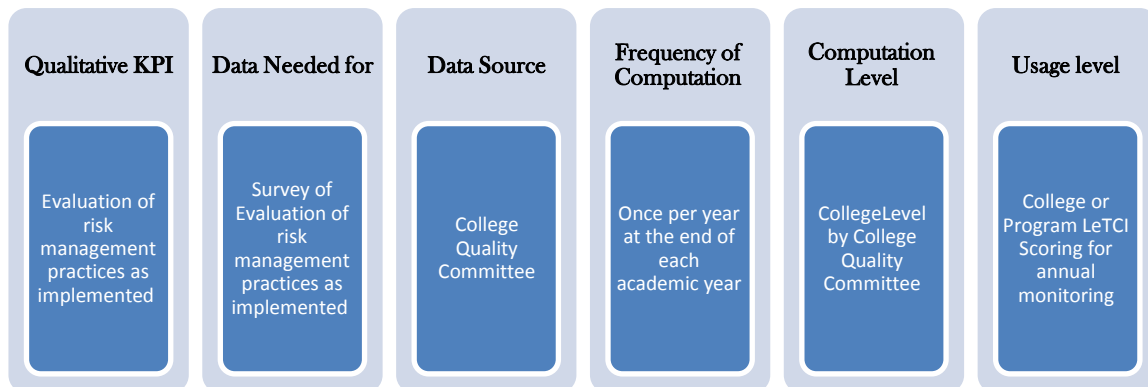 Qualitative KPI
Evaluation of
risk
management
practices as
implemented
Data Needed for
Survey of
Evaluation of
risk
management
practices as
implemented
Data Source
College
Quality
Committee
Frequency of
Computation
Once per year
at the end of
each
academic year
Computation
Level
CollegeLevel
by College
Quality
Committee
Usage level
College or
Program LeTCI
Scoring for
annual
monitoring